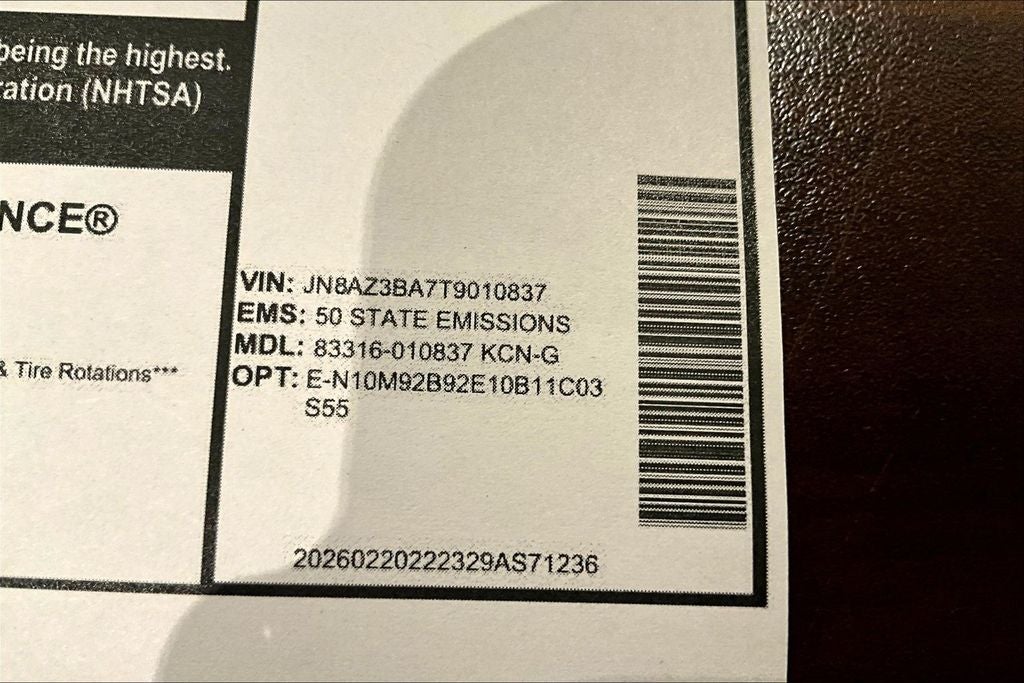 being the highest.
ration (NHTSA)
NCE®
& Tire Rotations***
VIN: JN8AZ3BA7T9010837
EMS: 50 STATE EMISSIONS
MDL: 83316-010837 KCN-G
OPT: E-N10M92B92E10B11C03
S55
20260220222329AS71236